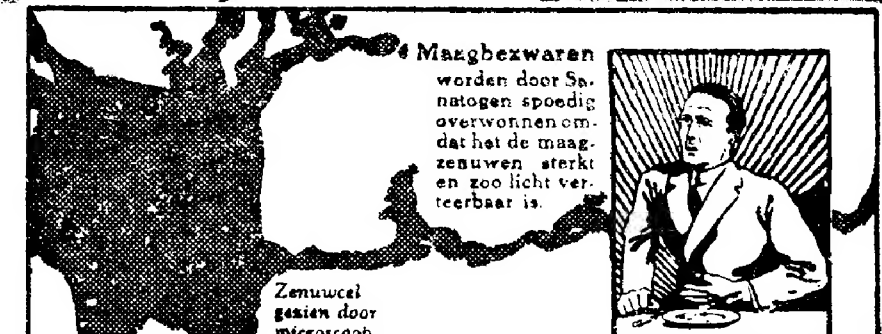 Maagbezwaren
worden door Sa-
natogen spoedig
overwonnen om-
dat het de maag-
zenuwen sterkt
en zoo licht ver-
teerbaar is.
Zenuwcel
gezien door
microscoop